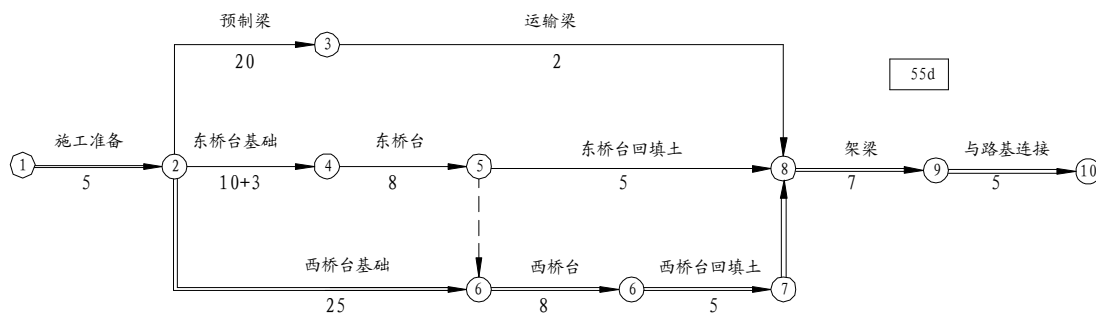 预制梁
运输梁
③
20
2
55d
施工准备
东桥台基础
东桥台
东桥台回填土
架梁
与路基连接
①
②
④
⑤
⑧
⑨
⑩
5
10+3
8
5
7
5
西桥台基础
西桥台
西桥台回填土
⑥
⑥
⑦
25
8
5